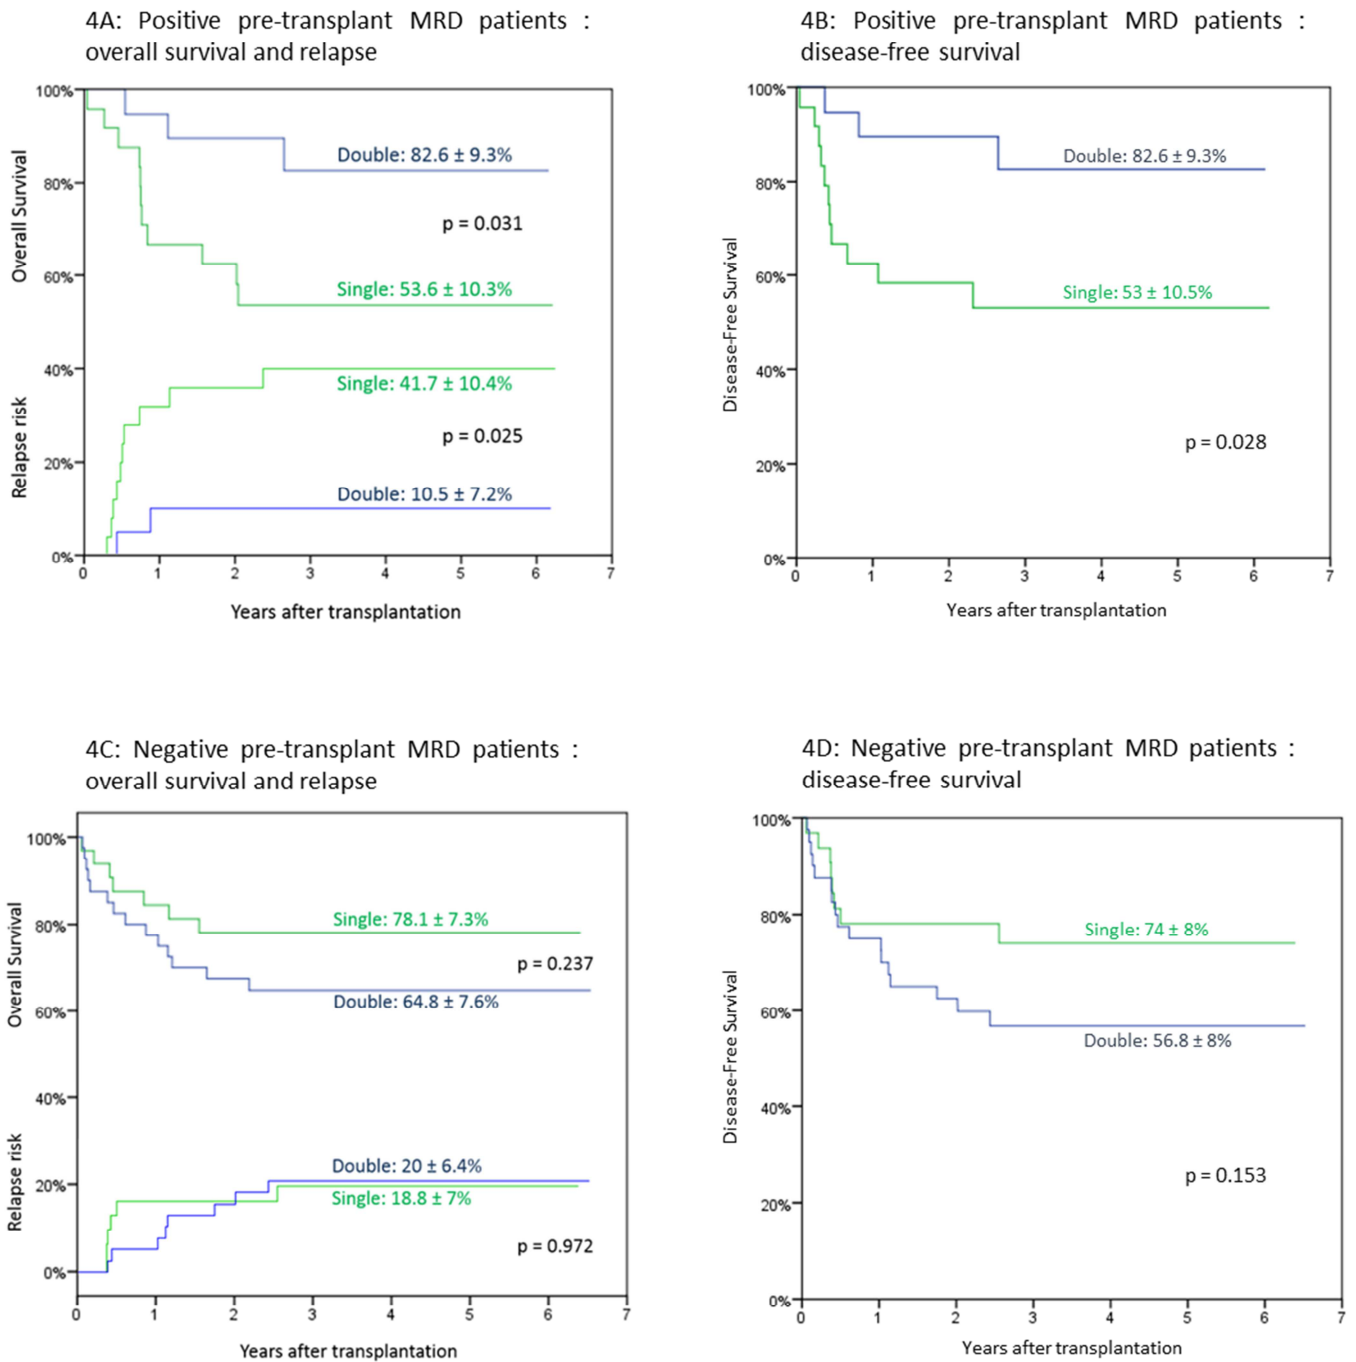 4A: Positive pre-transplant MRD patients :
overall survival and relapse
100%
80%
60%
40%
20%
0%
Overall Survival
Relapse risk
Double: 82.6 ± 9.3%
p = 0.031
Single: 53.6 ± 10.3%
Single: 41.7 ± 10.4%
p = 0.025
Double: 10.5 ± 7.2%
0 1 2 3 4 5 6 7
Years after transplantation
4B: Positive pre-transplant MRD patients :
disease-free survival
100%
80%
60%
40%
20%
0%
Disease-Free Survival
Double: 82.6 ± 9.3%
Single: 53 ± 10.5%
p = 0.028
0 1 2 3 4 5 6 7
Years after transplantation
4C: Negative pre-transplant MRD patients :
overall survival and relapse
100%
80%
60%
40%
20%
0%
Overall Survival
Relapse risk
Single: 78.1 ± 7.3%
p = 0.237
Double: 64.8 ± 7.6%
Double: 20 ± 6.4%
Single: 18.8 ± 7%
p = 0.972
0 1 2 3 4 5 6 7
Years after transplantation
4D: Negative pre-transplant MRD patients :
disease-free survival
100%
80%
60%
40%
20%
0%
Disease-Free Survival
Single: 74 ± 8%
Double: 56.8 ± 8%
p = 0.153
0 1 2 3 4 5 6 7
Years after transplantation